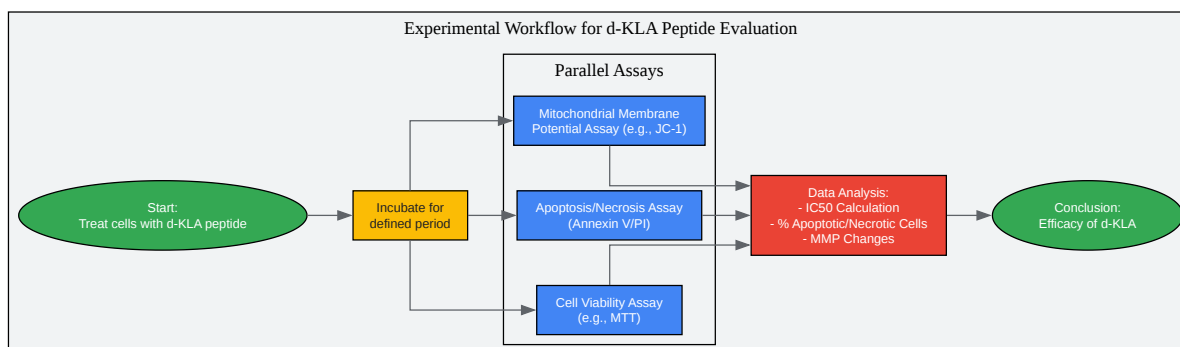 Experimental Workflow for d-KLA Peptide Evaluation
Parallel Assays
Start:
Treat cells with d-KLA peptide
Incubate for
defined period
Mitochondrial Membrane
Potential Assay (e.g., JC-1)
Apoptosis/Necrosis Assay
(Annexin V/PI)
Cell Viability Assay
(e.g., MTT)
Data Analysis:
- IC50 Calculation
- % Apoptotic/Necrotic Cells
- MMP Changes
Conclusion:
Efficacy of d-KLA